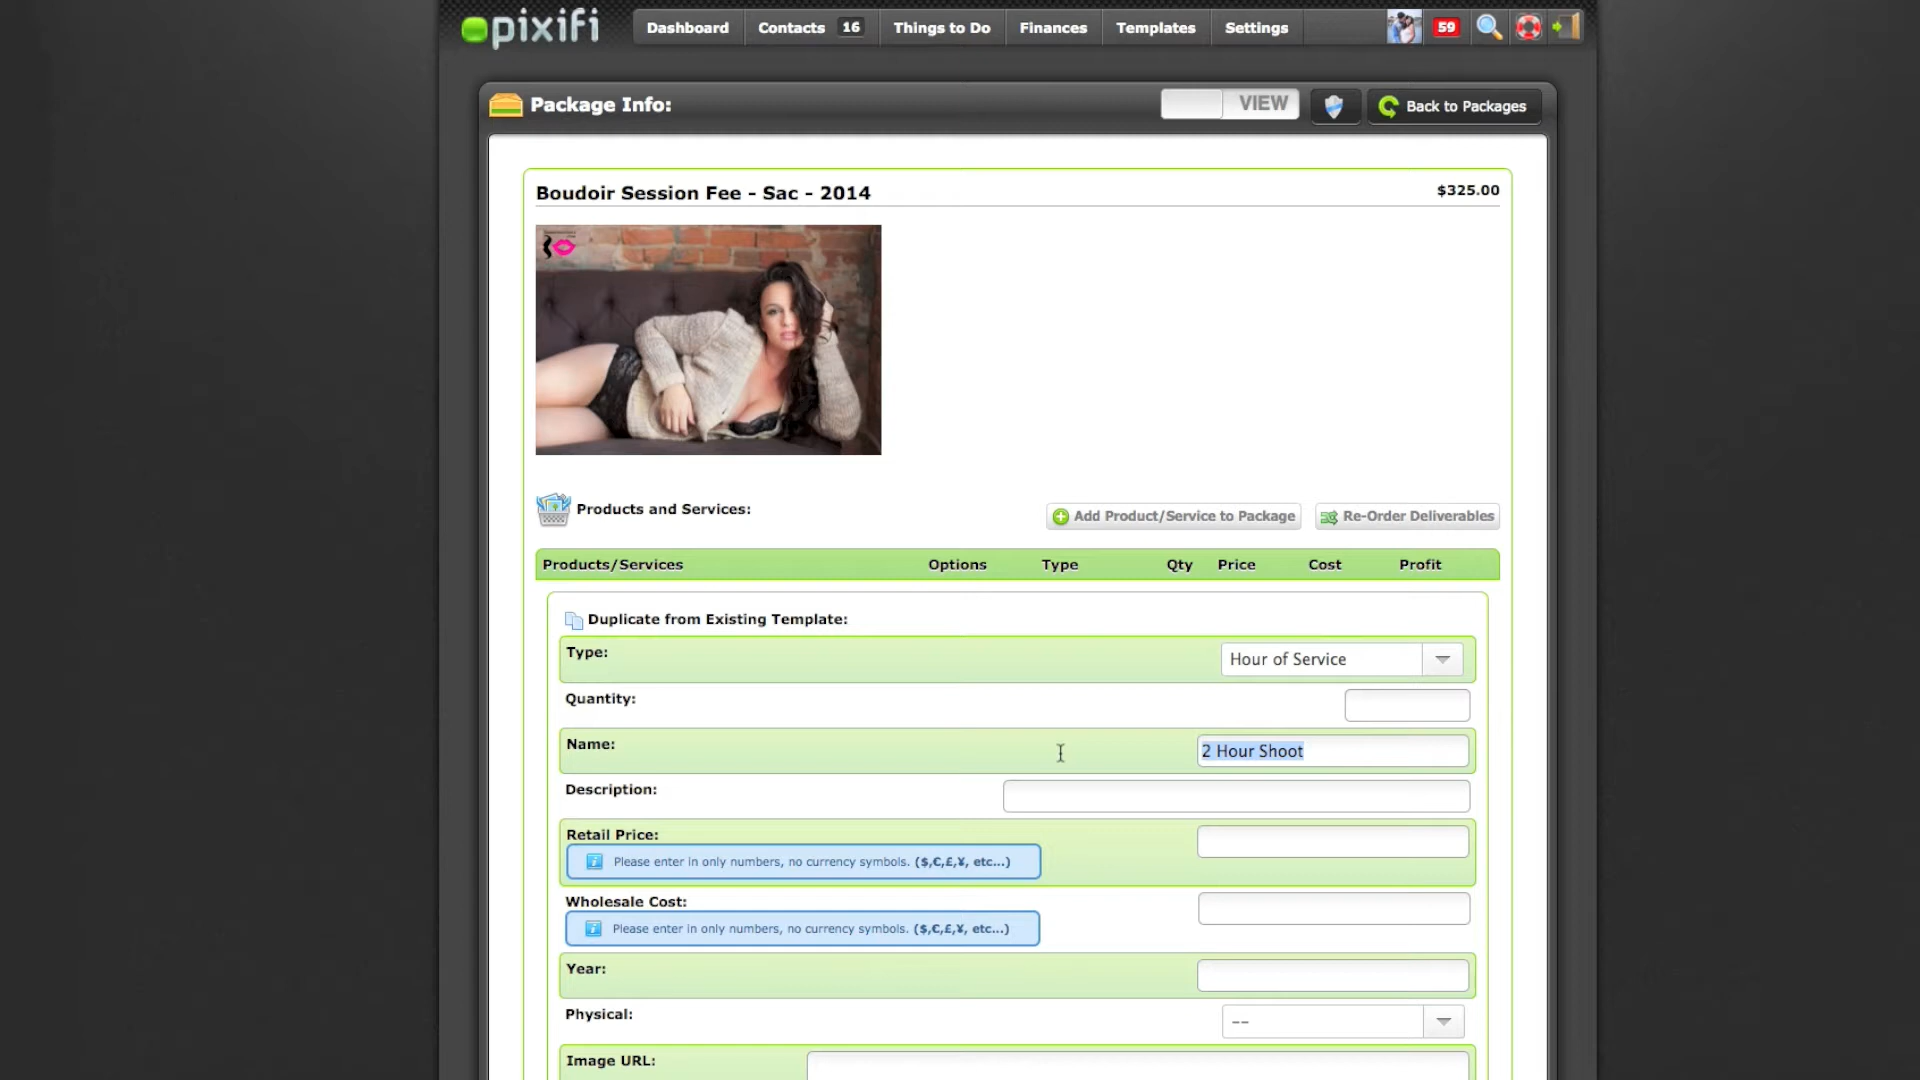 pixifi
Dashboard
Contacts 16
Things to Do
Finances
Templates
Settings
59
Package Info:
VIEW
Back to Packages
Boudoir Session Fee - Sac - 2014
$325.00
Products and Services:
Add Product/Service to Package
Re-Order Deliverables
Products/Services Options Type Qty Price Cost Profit
Duplicate from Existing Template:
Type: Hour of Service
Quantity:
Name: 2 Hour Shoot
Description:
Retail Price:
Please enter in only numbers, no currency symbols. ($,€,£,¥, etc...)
Wholesale Cost:
Please enter in only numbers, no currency symbols. ($,€,£,¥, etc...)
Year:
Physical: --
Image URL: